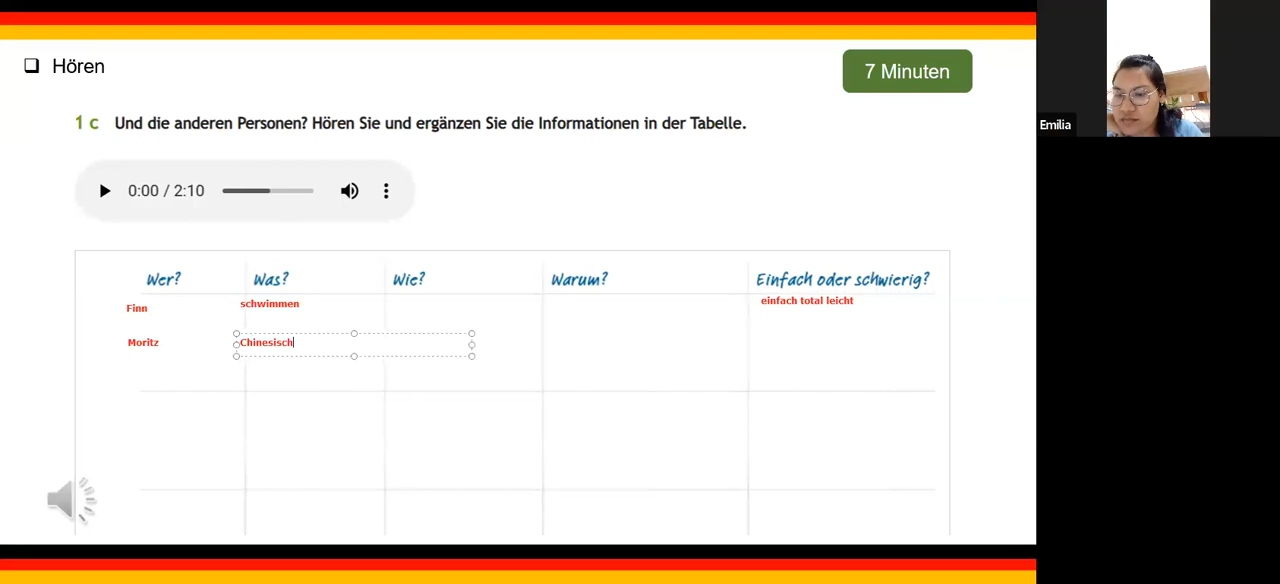 Hören
7 Minuten
1 c Und die anderen Personen? Hören Sie und ergänzen Sie die Informationen in der Tabelle.
0:00 / 2:10
Wer? Was? Wie? Warum? Einfach oder schwierig?
Finn schwimmen einfach total leicht
Moritz Chinesisch
Emilia